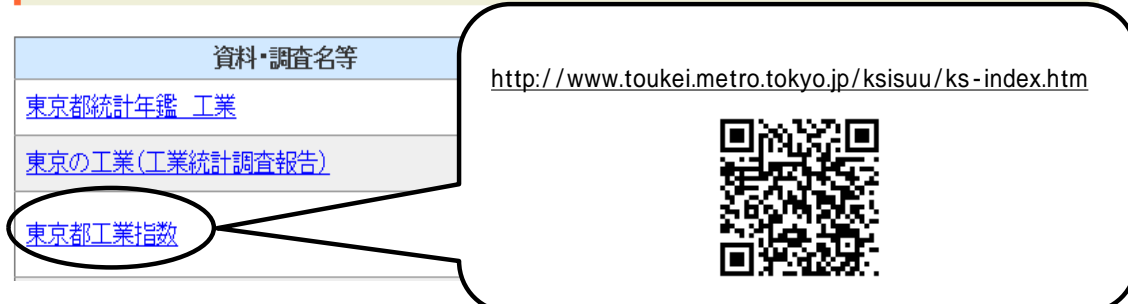 資料・調査名等
東京都統計年鑑 工業
東京の工業(工業統計調査報告)
東京都工業指数
http://www.toukei.metro.tokyo.jp/ksisuu/ks-index.htm